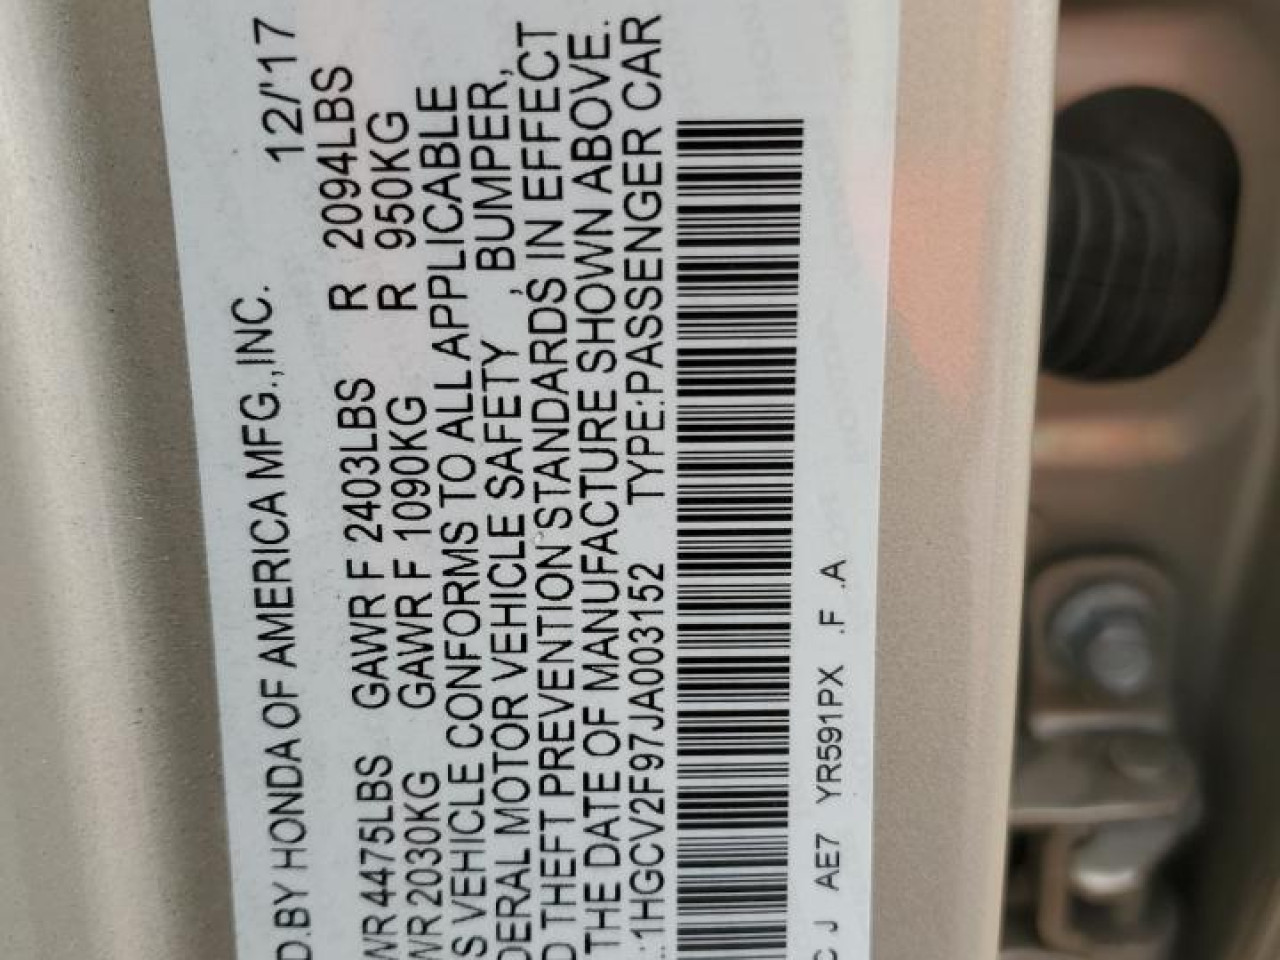 D.BY HONDA OF AMERICA MFG.,INC. 12/'17
WR4475LBS GAWR F 2403LBS R 2094LBS
WR2030KG GAWR F 1090KG R 950KG
S VEHICLE CONFORMS TO ALL APPLICABLE
DERAL MOTOR VEHICLE SAFETY , BUMPER,
D THEFT PREVENTION STANDARDS IN EFFECT
THE DATE OF MANUFACTURE SHOWN ABOVE.
.:1HGCV2F97JA003152 TYPE:PASSENGER CAR
C J AE7 YR591PX .F .A